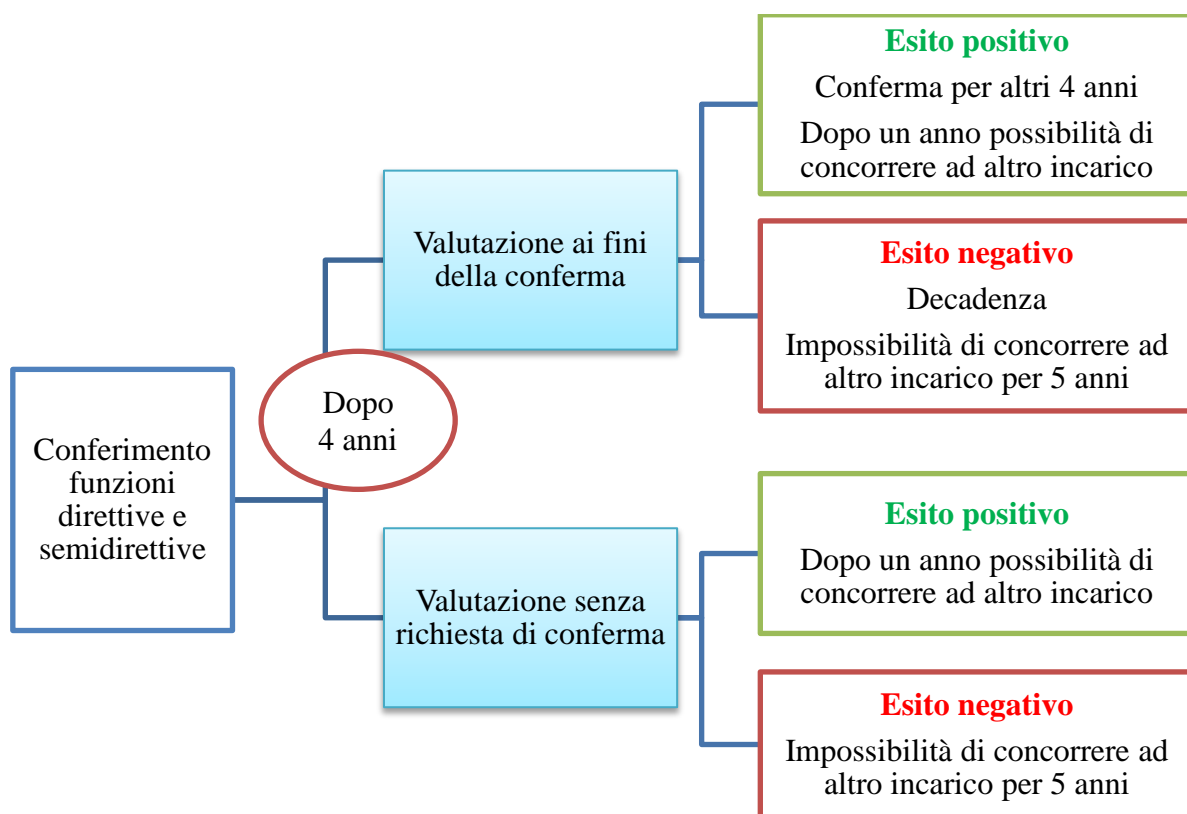 Conferimento
funzioni
direttive e
semidirettive
Dopo
4 anni
Valutazione ai fini
della conferma
Esito positivo
Conferma per altri 4 anni
Dopo un anno possibilità di
concorrere ad altro incarico
Esito negativo
Decadenza
Impossibilità di concorrere ad
altro incarico per 5 anni
Valutazione senza
richiesta di conferma
Esito positivo
Dopo un anno possibilità di
concorrere ad altro incarico
Esito negativo
Impossibilità di concorrere ad
altro incarico per 5 anni